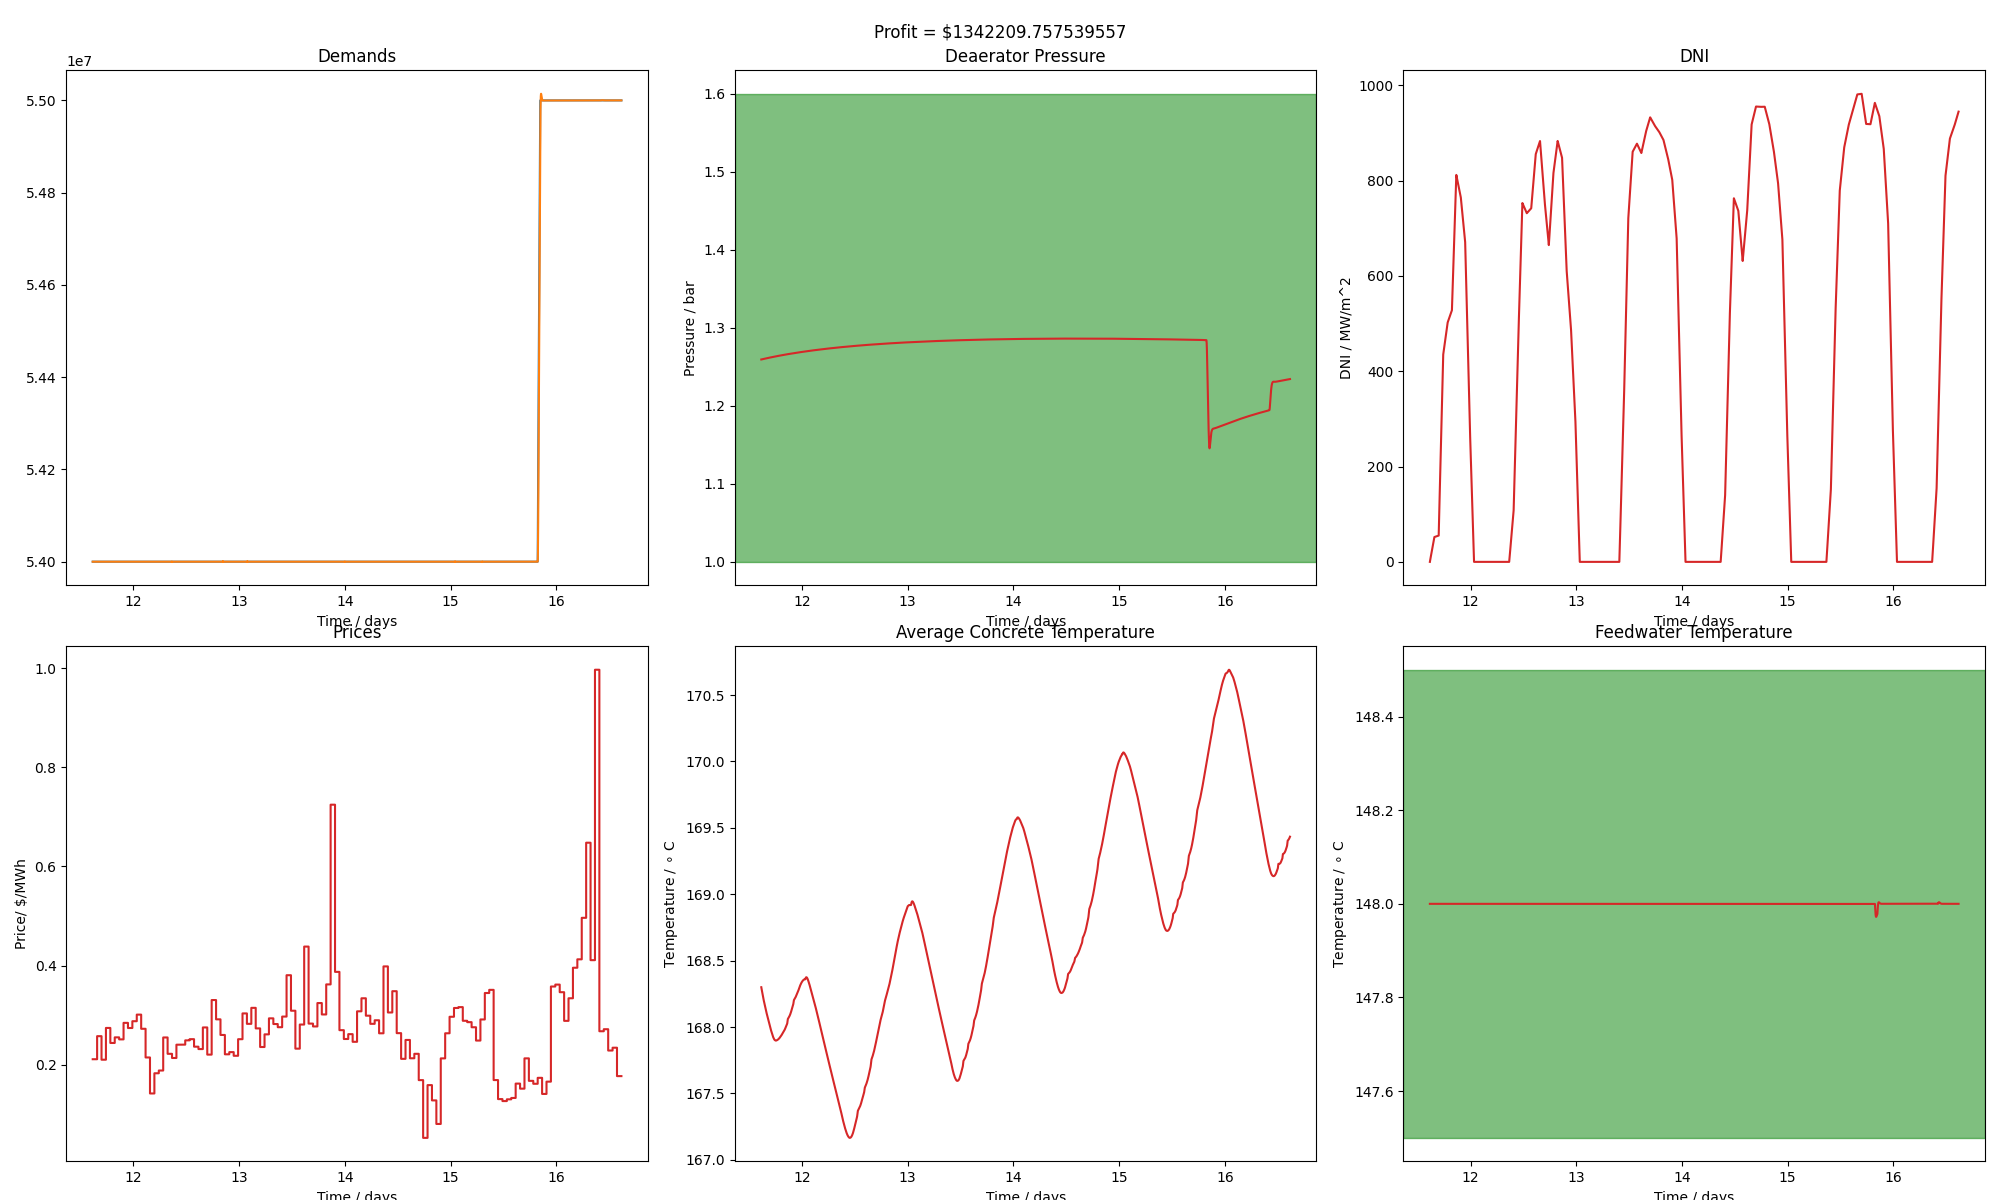 Profit = $1342209.757539557
Demands
1e7
5.50
5.48
5.46
5.44
5.42
5.40
12 13 14 15 16
Time / days
Deaerator Pressure
Pressure / bar
1.6
1.5
1.4
1.3
1.2
1.1
1.0
12 13 14 15 16
Time / days
DNI
DNI / MW/m^2
1000
800
600
400
200
0
12 13 14 15 16
Time / days
Prices
Price/ $/MWh
1.0
0.8
0.6
0.4
0.2
12 13 14 15 16
Time / days
Average Concrete Temperature
Temperature / ∘ C
170.5
170.0
169.5
169.0
168.5
168.0
167.5
167.0
12 13 14 15 16
Time / days
Feedwater Temperature
Temperature / ∘ C
148.4
148.2
148.0
147.8
147.6
12 13 14 15 16
Time / days